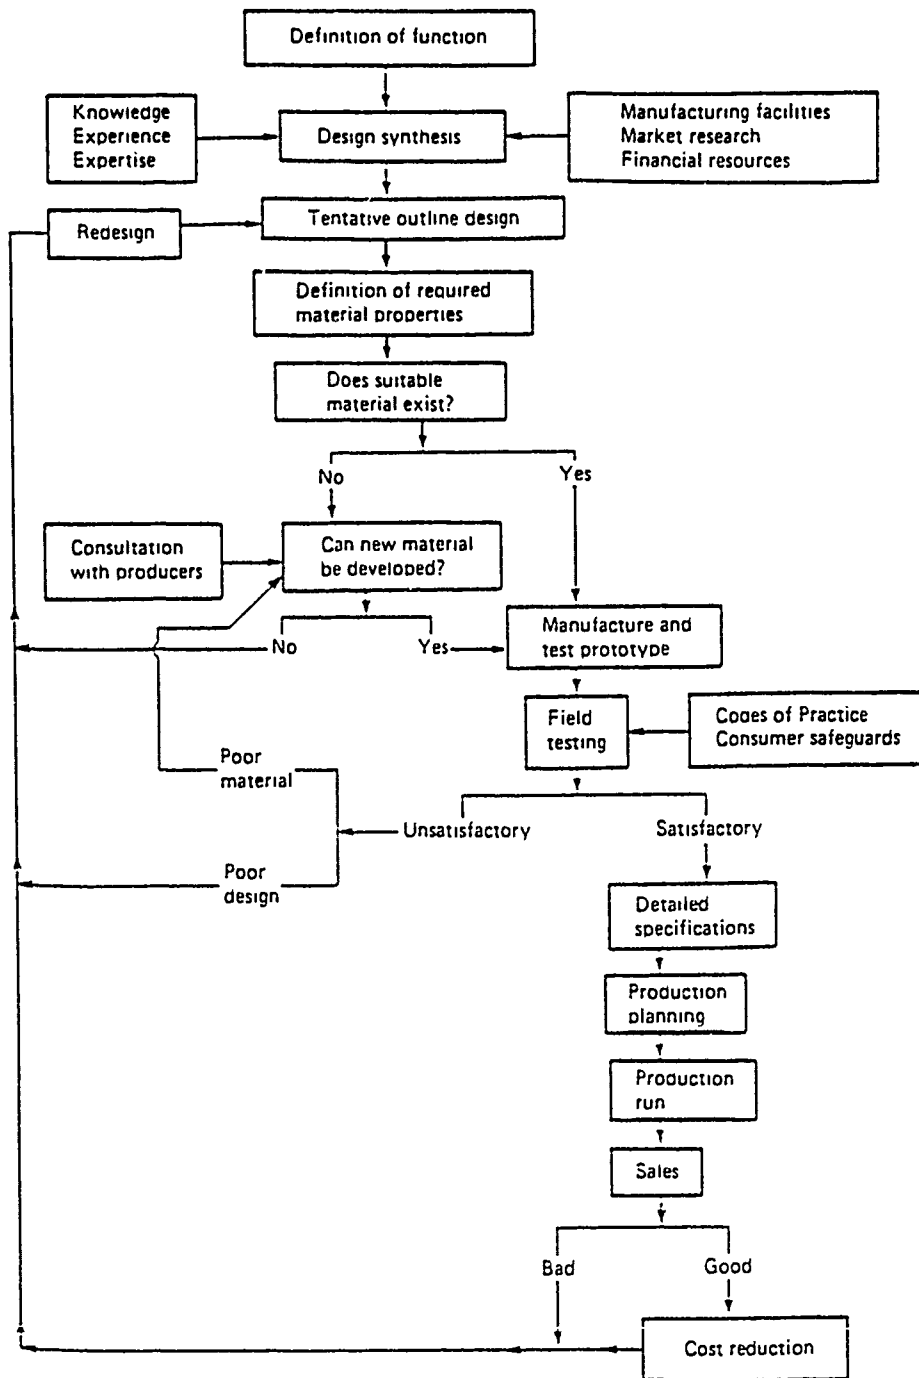 Definition of function
Knowledge
Experience
Expertise
Design synthesis
Manufacturing facilities
Market research
Financial resources
Redesign
Tentative outline design
Definition of required
material properties
Does suitable
material exist?
No
Yes
Consultation
with producers
Can new material
be developed?
No
Yes
Manufacture and
test prototype
Field
testing
Codes of Practice
Consumer safeguards
Poor
material
Unsatisfactory
Satisfactory
Poor
design
Detailed
specifications
Production
planning
Production
run
Sales
Bad
Good
Cost reduction